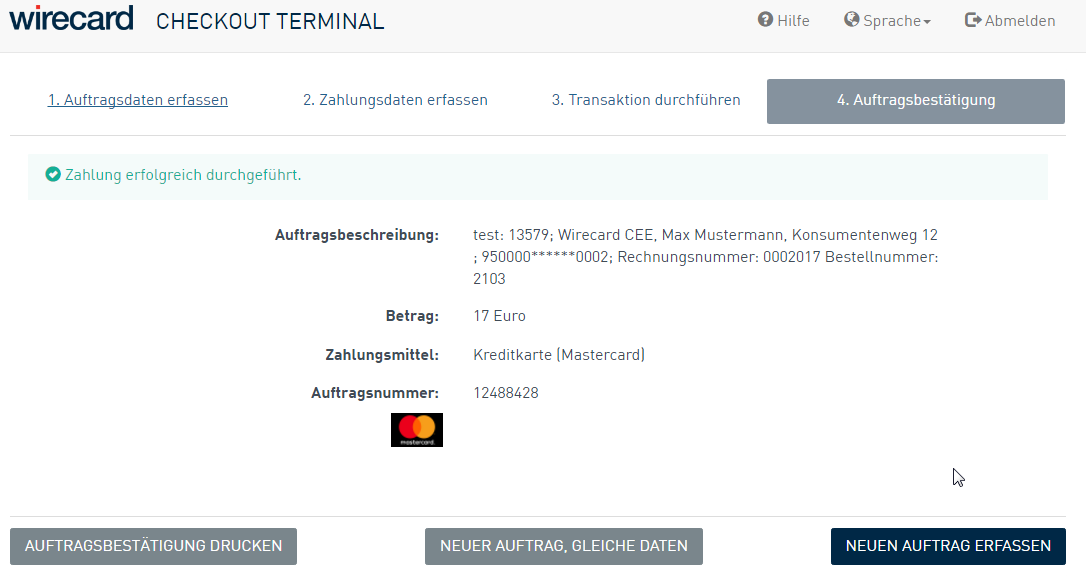 wirecard CHECKOUT TERMINAL Hilfe Sprache Abmelden
1. Auftragsdaten erfassen 2. Zahlungsdaten erfassen 3. Transaktion durchführen 4. Auftragsbestätigung
Zahlung erfolgreich durchgeführt.
Auftragsbeschreibung: test: 13579; Wirecard CEE, Max Mustermann, Konsumentenweg 12
; 950000******0002; Rechnungsnummer: 0002017 Bestellnummer:
2103
Betrag: 17 Euro
Zahlungsmittel: Kreditkarte (Mastercard)
Auftragsnummer: 12488428
mastercard.
AUFTRAGSBESTÄTIGUNG DRUCKEN NEUER AUFTRAG, GLEICHE DATEN NEUEN AUFTRAG ERFASSEN